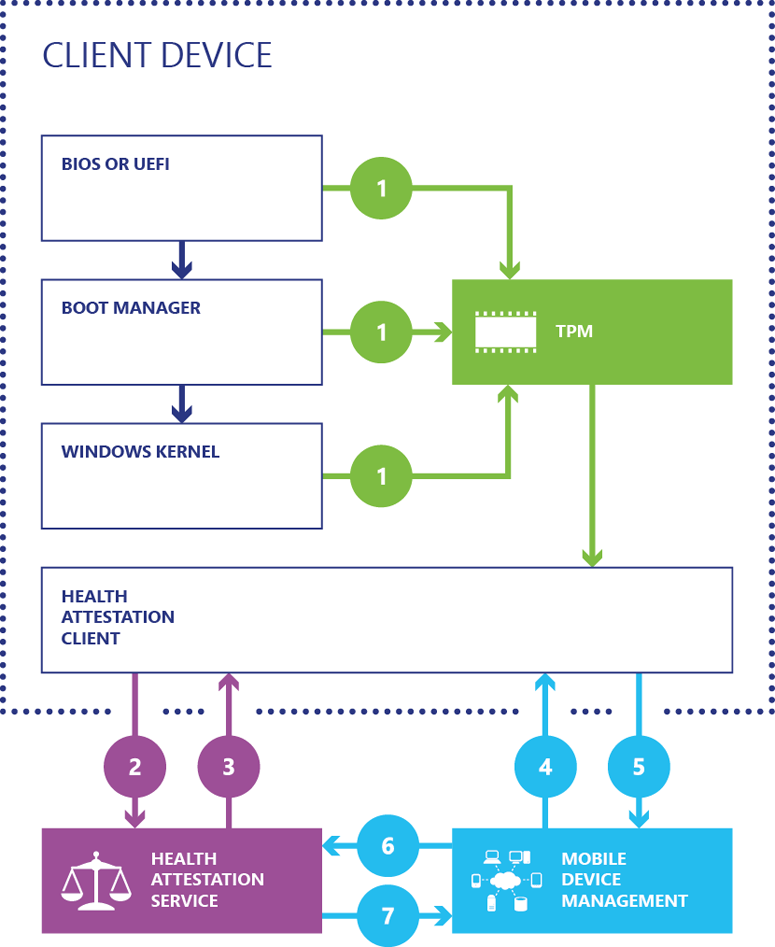 CLIENT DEVICE
BIOS OR UEFI
1
BOOT MANAGER
1
TPM
WINDOWS KERNEL
1
HEALTH
ATTESTATION
CLIENT
2
3
4
5
6
HEALTH
ATTESTATION
SERVICE
MOBILE
DEVICE
MANAGEMENT
7